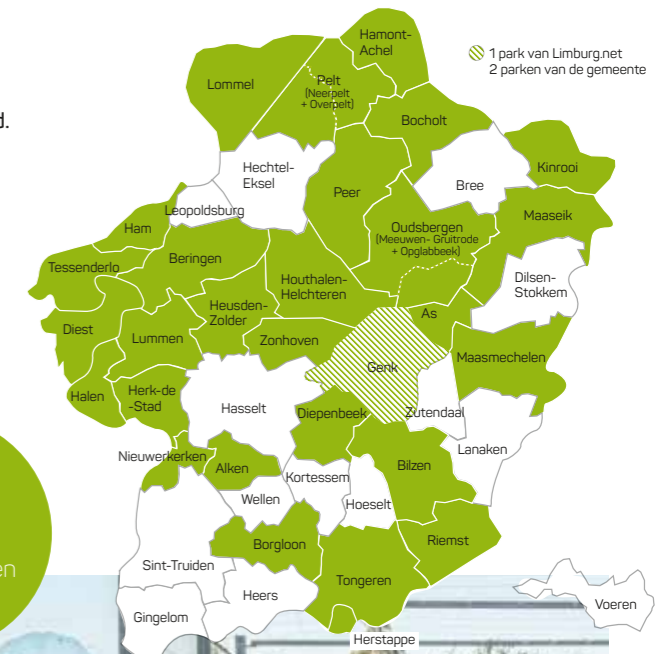 Hamont-
Achel
1 park van Limburg.net
2 parken van de gemeente
Lommel
Pelt
(Neerpelt
+ Overpelt)
d.
Bocholt
Hechtel-
Eksel
Kinrooi
Bree
Peer
Leopoldsburg
Maaseik
Ham
Oudsbergen
(Meeuwen- Gruitrode
+ Opglabbeek)
Beringen
Tessenderlo
Houthalen-
Helchteren
Dilsen-
Stokkem
Heusden-
Zolder
As
Diest
Lummen
Zonhoven
Maasmechelen
Genk
Halen
Herk-de
-Stad
Hasselt
Diepenbeek
Zutendaal
Lanaken
Nieuwerkerken
Alken
Bilzen
Kortessem
Wellen
Hoeselt
Riemst
Borgloon
Sint-Truiden
en
Tongeren
Heers
Voeren
Gingelom
Herstappe